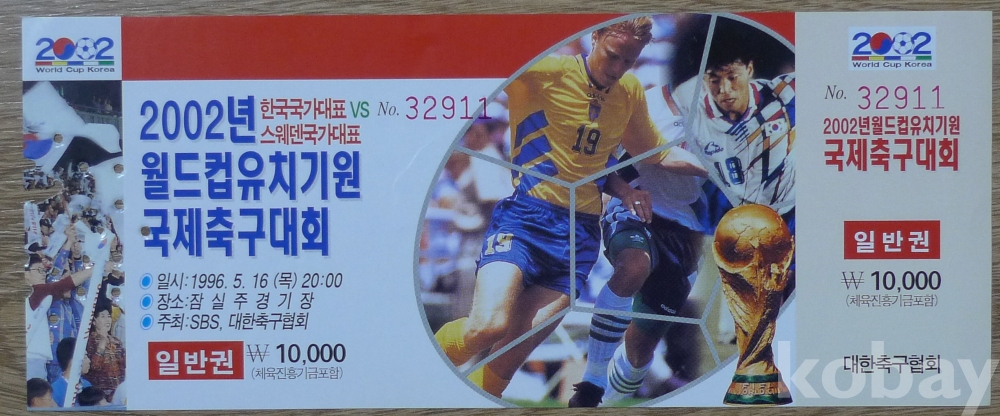 2002
World Cup Korea
2002년
한국국가대표 VS
스웨덴국가대표
No. 32911
월드컵유치기원
국제축구대회
일시:1996. 5. 16 (목) 20:00
장소:잠 실 주 경 기 장
주최:SBS, 대한축구협회
일반권
₩ 10,000
(체육진흥기금포함)
19
19
18
2002
World Cup Korea
No. 32911
2002년월드컵유치기원
국제축구대회
일반권
₩ 10,000
(체육진흥기금포함)
대한축구협회
kobay